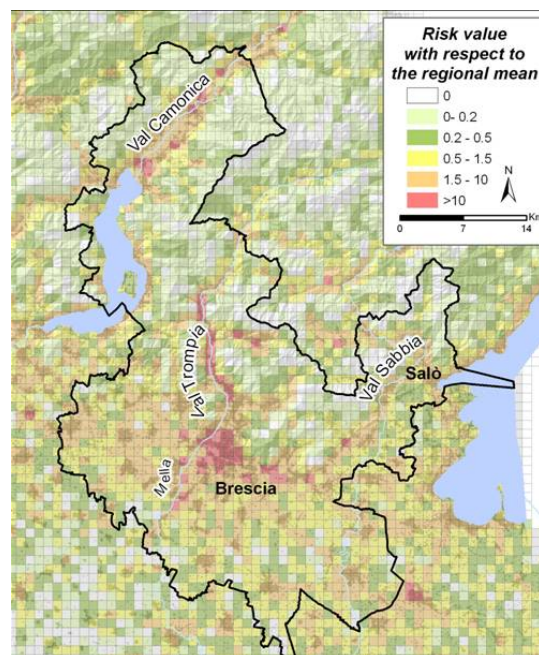 Risk value
with respect to
the regional mean
0
0- 0.2
0.2 - 0.5
0.5 - 1.5
1.5 - 10
>10
N
Km
0 7 14
Val Camonica
Val Trompia
Val Sabbia
Salò
Mella
Brescia